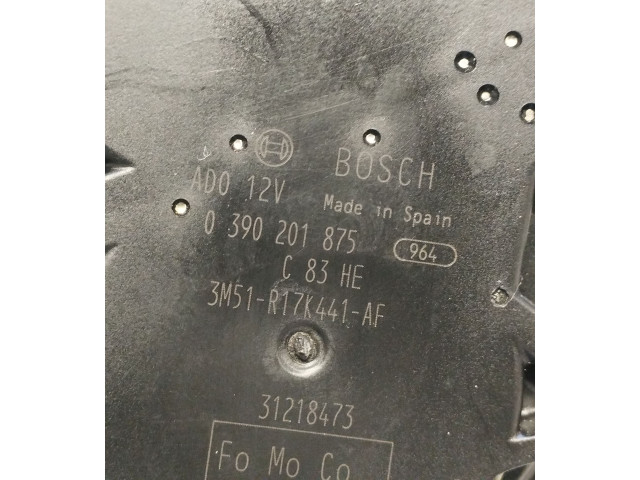 BOSCH
AD0 12V Made in Spain
0 390 201 875 964
C 83 HE
3M51-R17K441-AF
31218473
Fo Mo Co